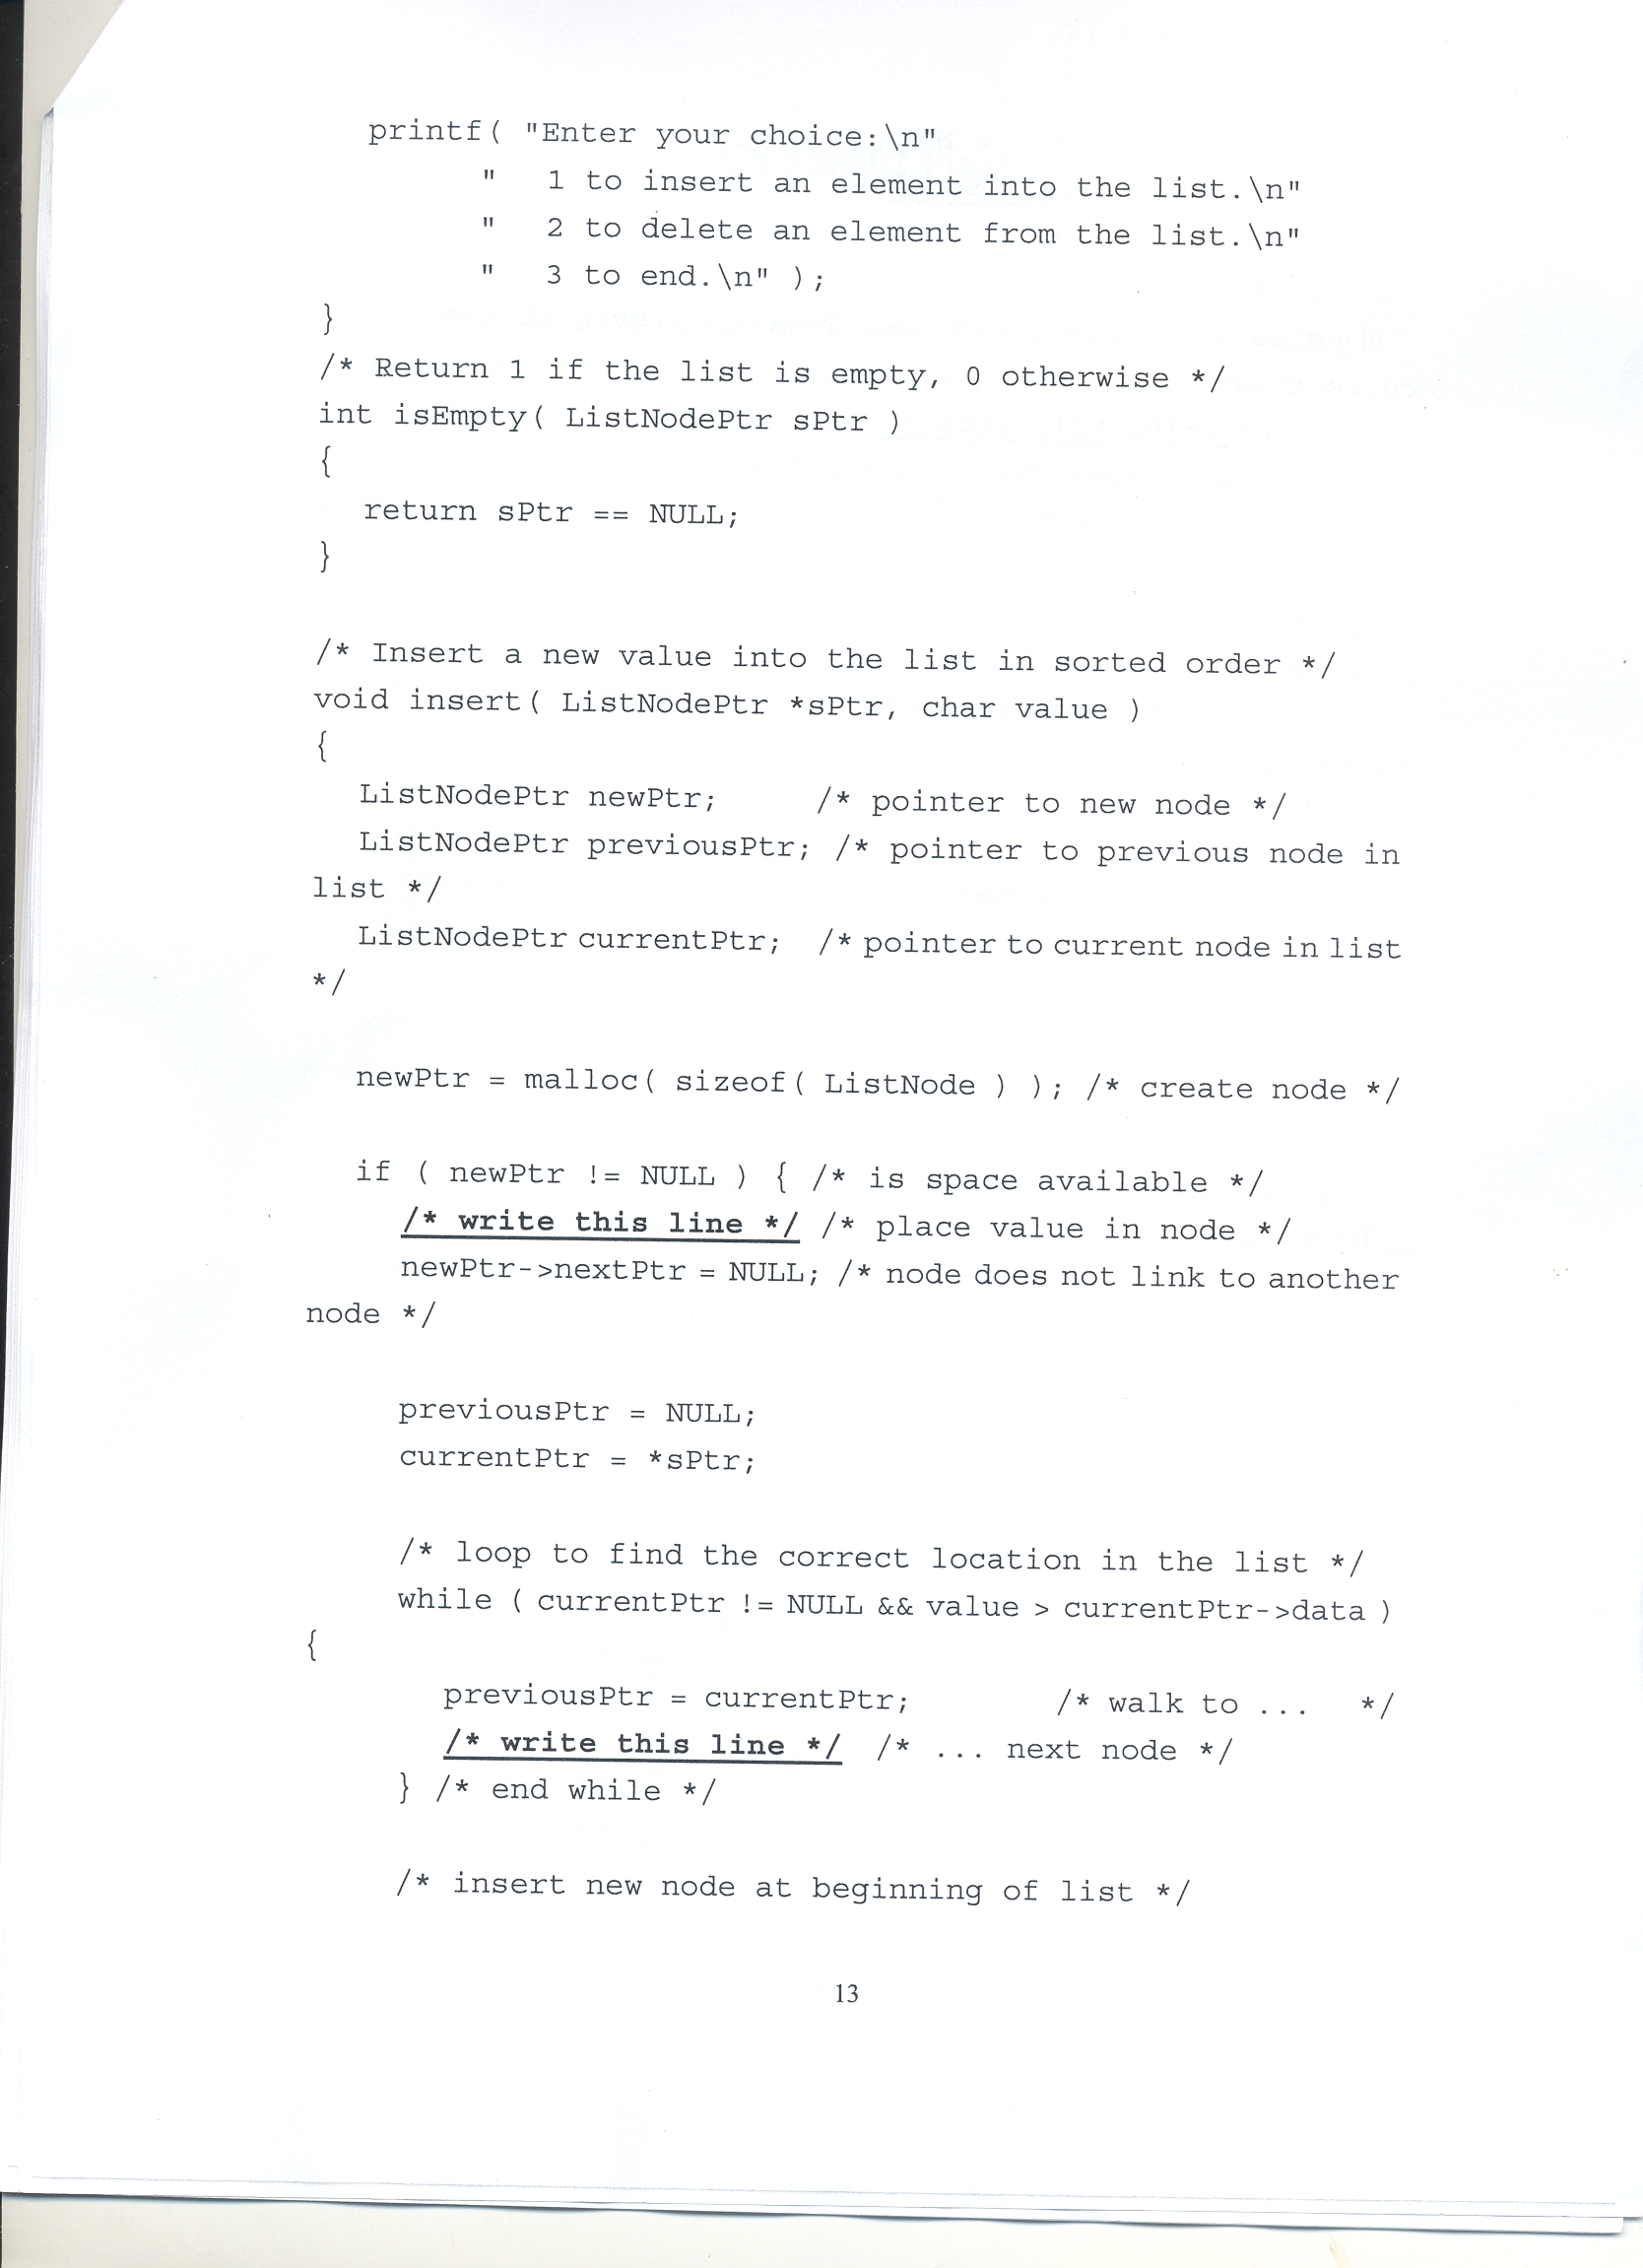 printf( "Enter your choice:\n"
"   1 to insert an element into the list.\n"
"   2 to delete an element from the list.\n"
"   3 to end.\n" );
}
/* Return 1 if the list is empty, 0 otherwise */
int isEmpty( ListNodePtr sPtr )
{
return sPtr == NULL;
}
/* Insert a new value into the list in sorted order */
void insert( ListNodePtr *sPtr, char value )
{
ListNodePtr newPtr;      /* pointer to new node */
ListNodePtr previousPtr; /* pointer to previous node in
list */
ListNodePtr currentPtr;  /* pointer to current node in list
*/
newPtr = malloc( sizeof( ListNode ) ); /* create node */
if ( newPtr != NULL ) { /* is space available */
/* write this line */ /* place value in node */
newPtr->nextPtr = NULL; /* node does not link to another
node */
previousPtr = NULL;
currentPtr = *sPtr;
/* loop to find the correct location in the list */
while ( currentPtr != NULL && value > currentPtr->data )
{
previousPtr = currentPtr;        /* walk to ...   */
/* write this line */  /* ... next node */
} /* end while */
/* insert new node at beginning of list */
13